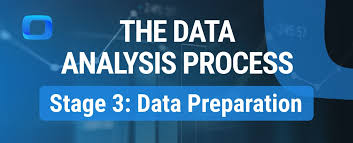 THE DATA
ANALYSIS PROCESS
Stage 3: Data Preparation